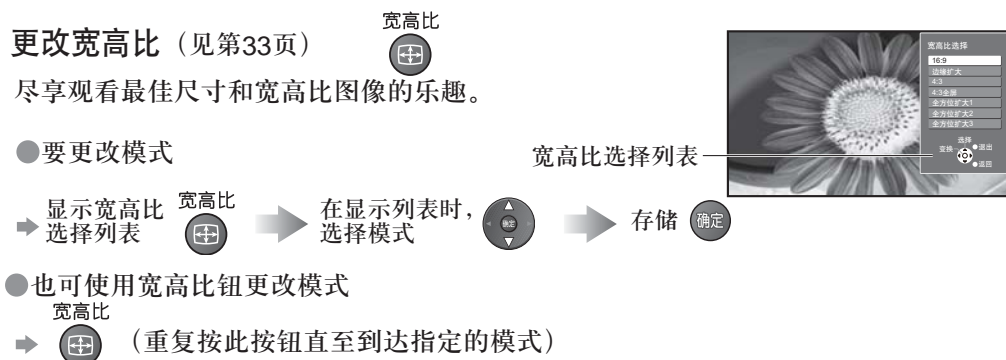 宽高比
更改宽高比（见第33页）
尽享观看最佳尺寸和宽高比图像的乐趣。
宽高比选择
16:9
边缘扩大
4:3
4:3全屏
全方位扩大1
全方位扩大2
全方位扩大3
选择
变换
退出
返回
●要更改模式
宽高比选择列表
显示宽高比
选择列表
宽高比
在显示列表时，
选择模式
确定
存储
确定
●也可使用宽高比钮更改模式
宽高比
（重复按此按钮直至到达指定的模式）